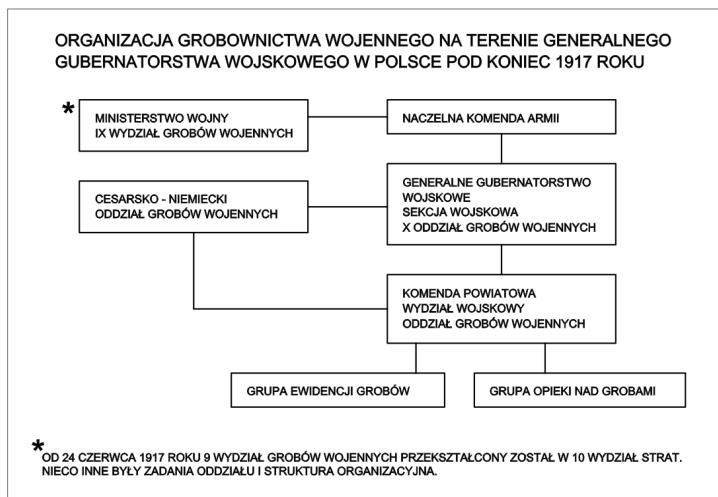 ORGANIZACJA GROBOWNICTWA WOJENNEGO NA TERENIE GENERALNEGO
GUBERNATORSTWA WOJSKOWEGO W POLSCE POD KONIEC 1917 ROKU
*
MINISTERSTWO WOJNY
IX WYDZIAŁ GROBÓW WOJENNYCH
NACZELNA KOMENDA ARMII
CESARSKO - NIEMIECKI
ODDZIAŁ GROBÓW WOJENNYCH
GENERALNE GUBERNATORSTWO
WOJSKOWE
SEKCJA WOJSKOWA
X ODDZIAŁ GROBÓW WOJENNYCH
KOMENDA POWIATOWA
WYDZIAŁ WOJSKOWY
ODDZIAŁ GROBÓW WOJENNYCH
GRUPA EWIDENCJI GROBÓW
GRUPA OPIEKI NAD GROBAMI
*OD 24 CZERWCA 1917 ROKU 9 WYDZIAŁ GROBÓW WOJENNYCH PRZEKSZTAŁCONY ZOSTAŁ W 10 WYDZIAŁ STRAT.
NIECO INNE BYŁY ZADANIA ODDZIAŁU I STRUKTURA ORGANIZACYJNA.